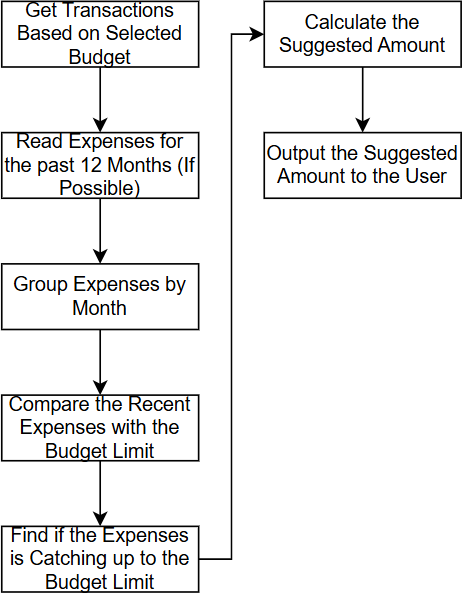 Get Transactions
Based on Selected
Budget
Read Expenses for
the past 12 Months (If
Possible)
Group Expenses by
Month
Compare the Recent
Expenses with the
Budget Limit
Find if the Expenses
is Catching up to the
Budget Limit
Calculate the
Suggested Amount
Output the Suggested
Amount to the User